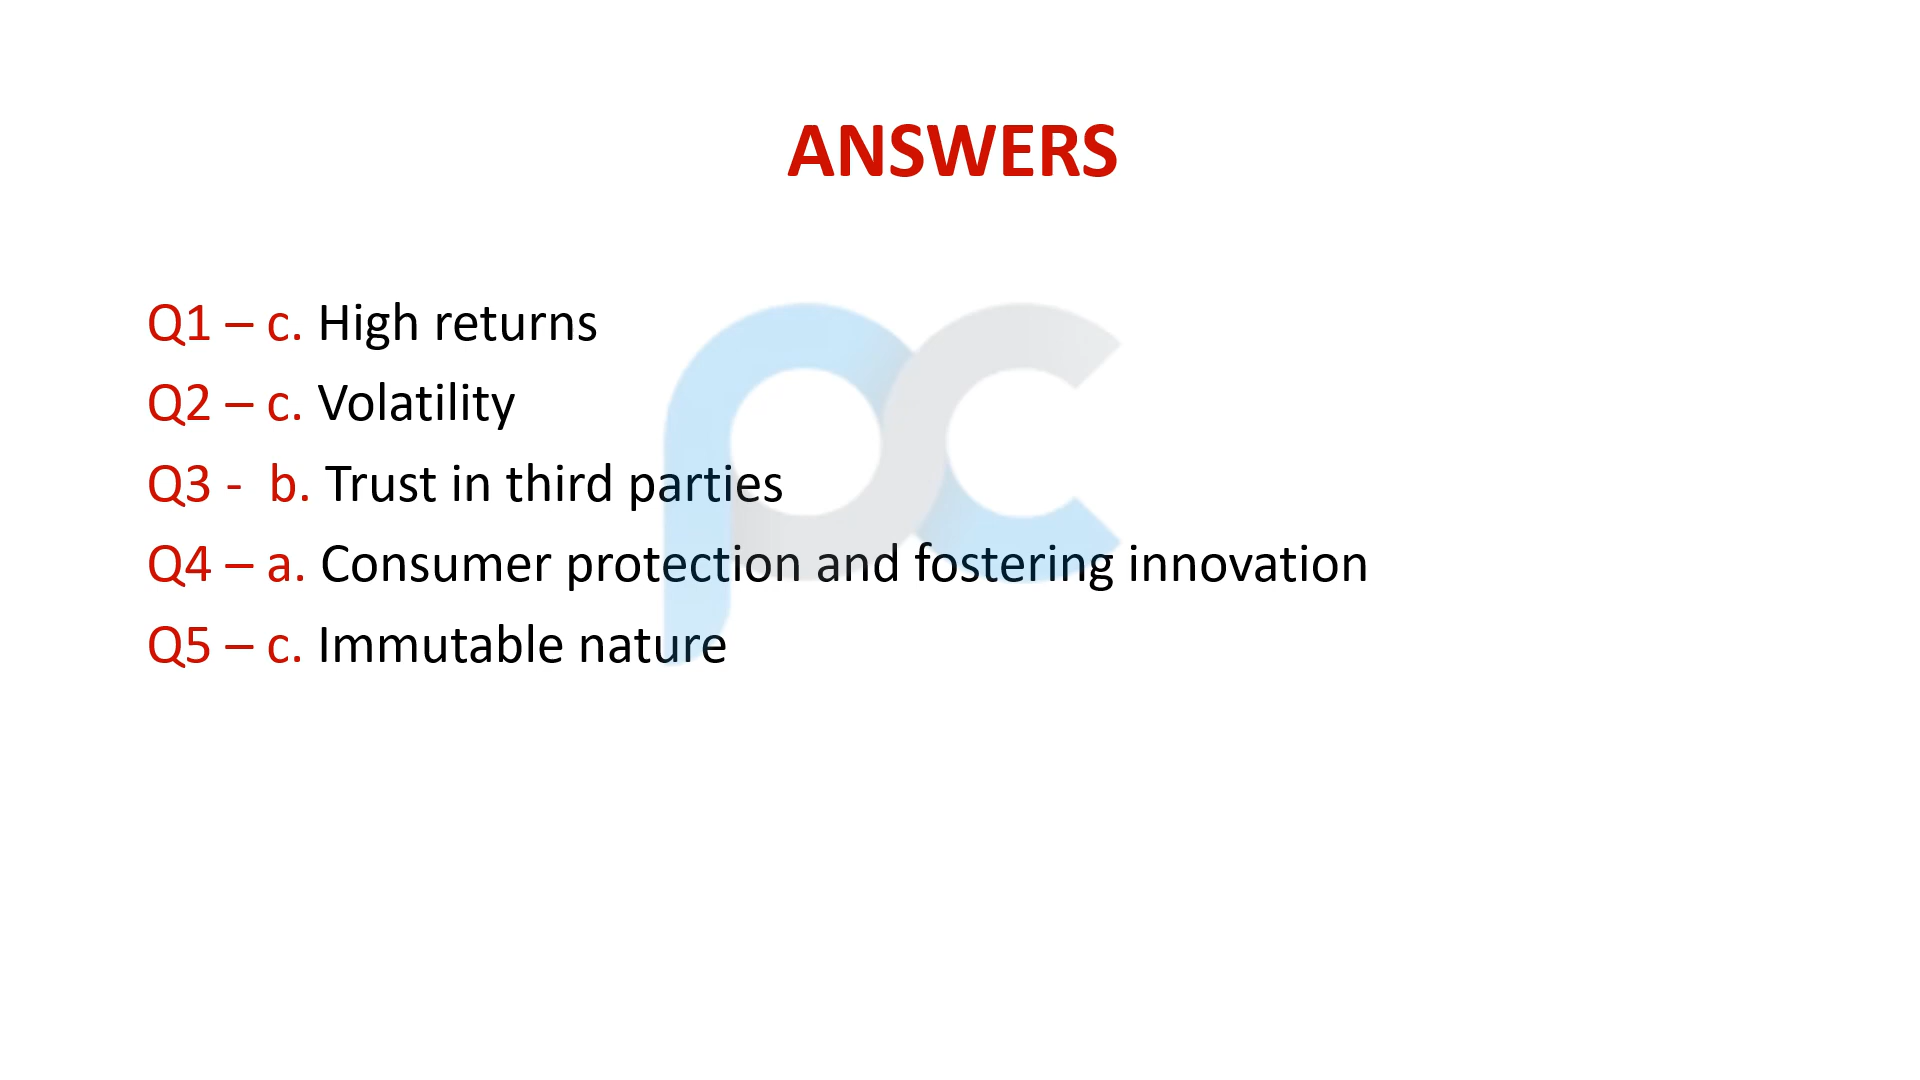 ANSWERS
Q1 – c. High returns
Q2 – c. Volatility
Q3 -  b. Trust in third parties
Q4 – a. Consumer protection and fostering innovation
Q5 – c. Immutable nature